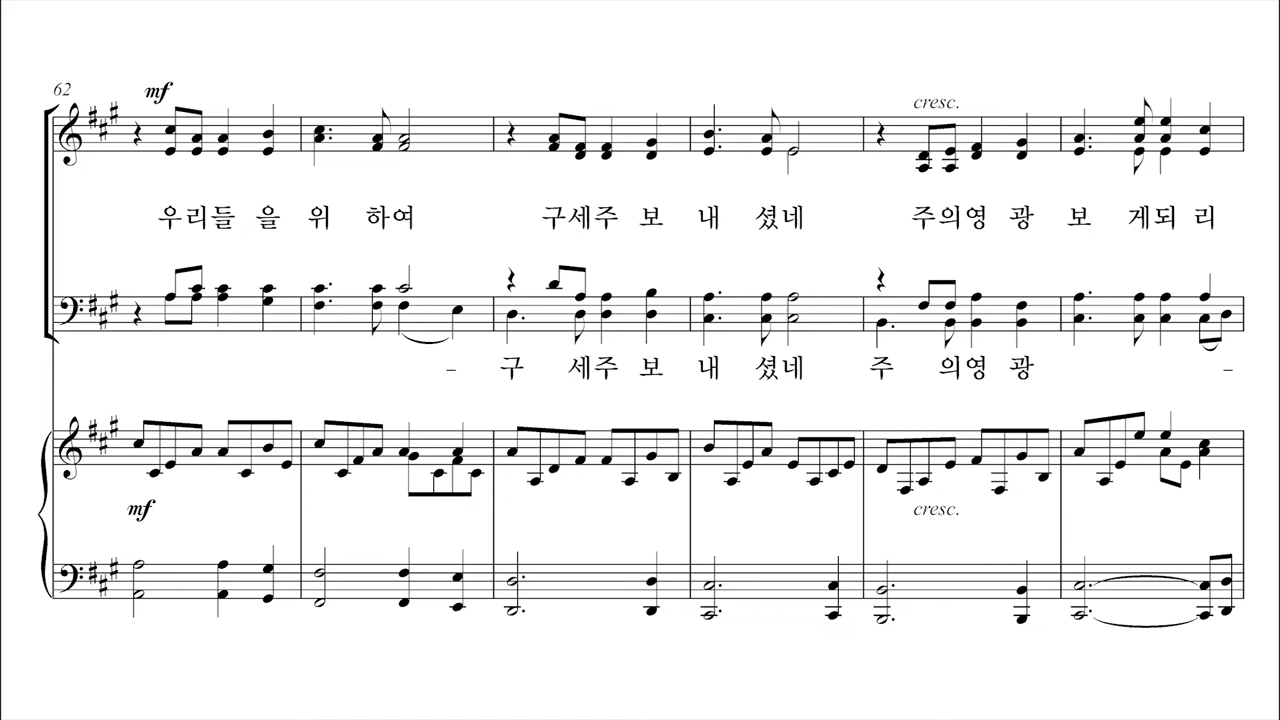 62
mf
cresc.
우리들 을 위 하여 구세주 보 내 셨네 주의영 광 보 게되 리
– 구 세주 보 내 셨네 주 의영 광 –
mf
cresc.